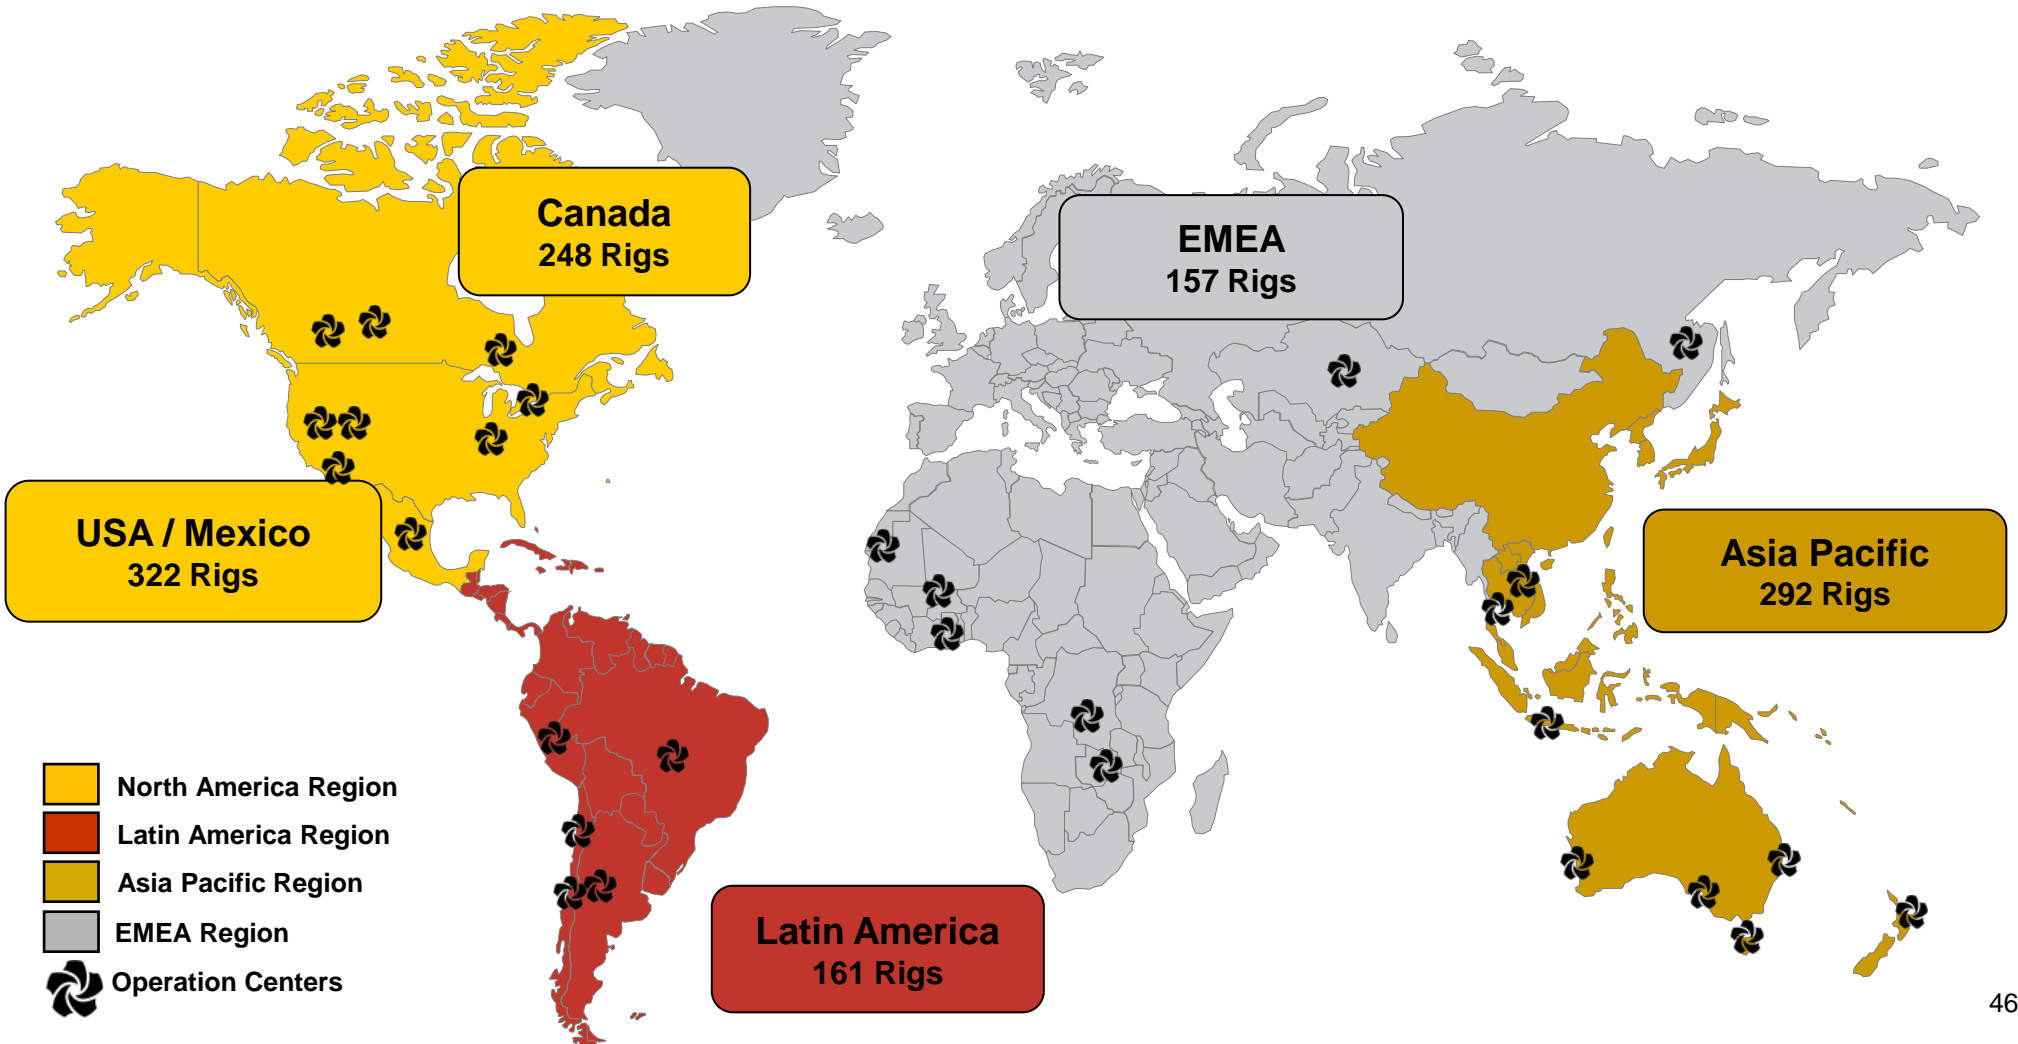 Canada
248 Rigs
EMEA
157 Rigs
USA / Mexico
322 Rigs
Asia Pacific
292 Rigs
North America Region
Latin America Region
Asia Pacific Region
EMEA Region
Operation Centers
Latin America
161 Rigs
46